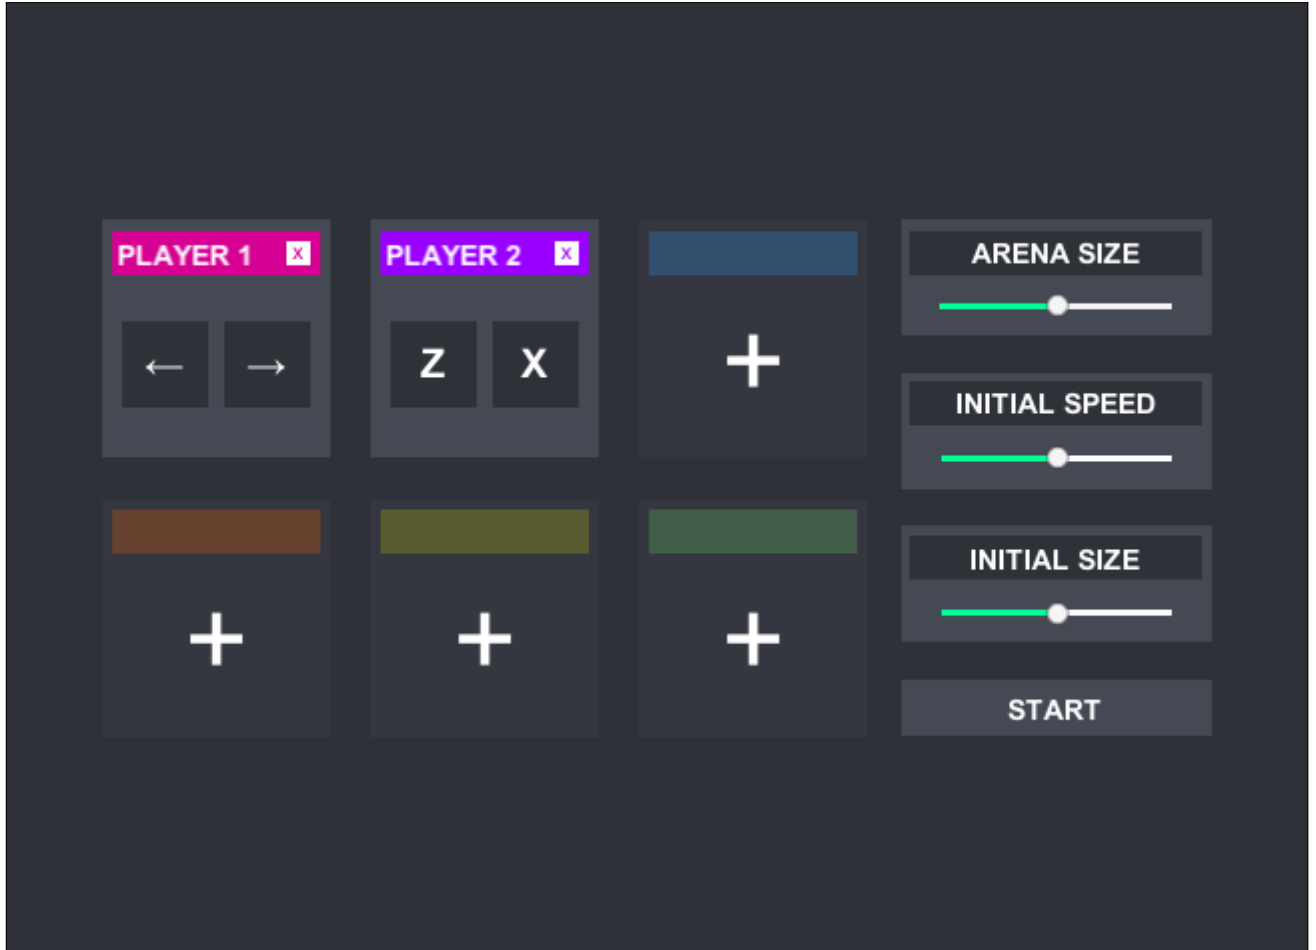 PLAYER 1 X
← →
PLAYER 2 X
Z X
+
+
+
+
ARENA SIZE
INITIAL SPEED
INITIAL SIZE
START